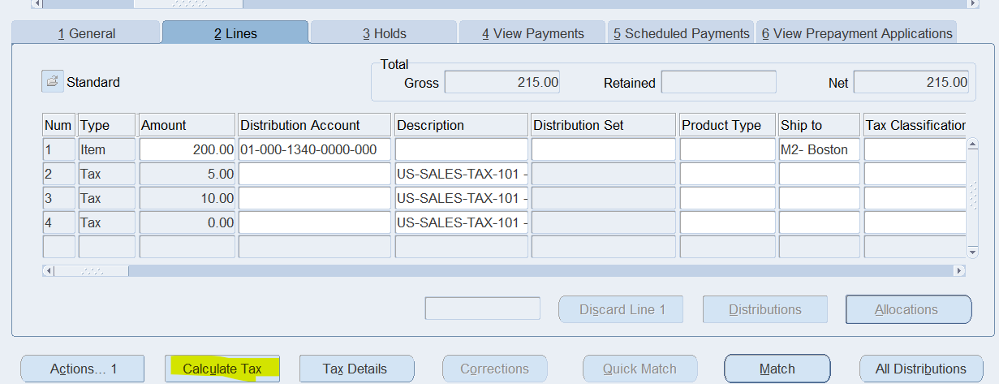 1 General 2 Lines 3 Holds 4 View Payments 5 Scheduled Payments 6 View Prepayment Applications
Total
Standard Gross 215.00 Retained Net 215.00
Num Type Amount Distribution Account Description Distribution Set Product Type Ship to Tax Classification
1 Item 200.00 01-000-1340-0000-000 M2- Boston
2 Tax 5.00 US-SALES-TAX-101 -
3 Tax 10.00 US-SALES-TAX-101 -
4 Tax 0.00 US-SALES-TAX-101 -
Discard Line 1 Distributions Allocations
Actions... 1 Calculate Tax Tax Details Corrections Quick Match Match All Distributions